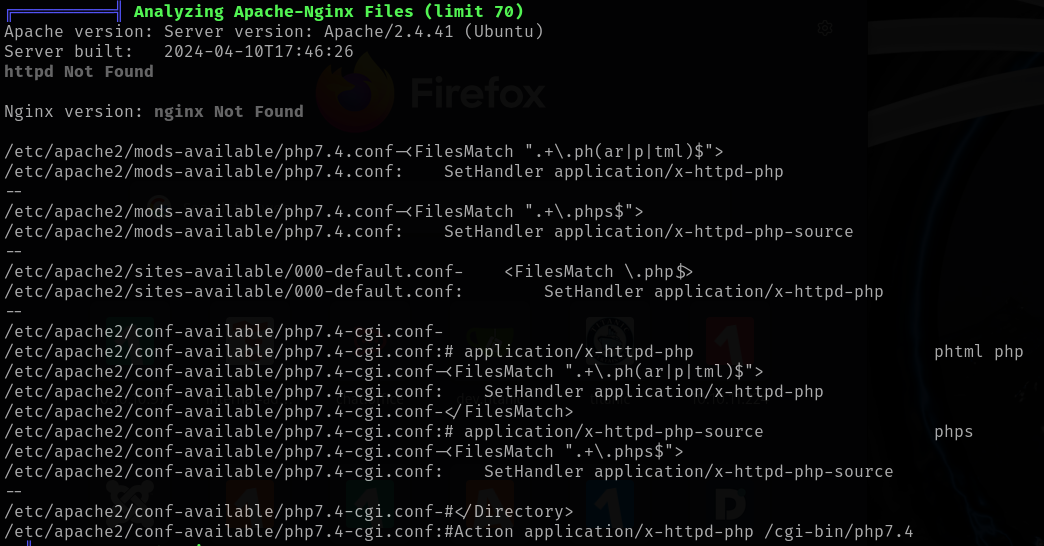 Analyzing Apache-Nginx Files (limit 70)
Apache version: Server version: Apache/2.4.41 (Ubuntu)
Server built:   2024-04-10T17:46:26
httpd Not Found
Firefox
Nginx version: nginx Not Found
/etc/apache2/mods-available/php7.4.conf-<FilesMatch ".+\.ph(ar|p|tml)$">
/etc/apache2/mods-available/php7.4.conf:    SetHandler application/x-httpd-php
--
/etc/apache2/mods-available/php7.4.conf-<FilesMatch ".+\.phps$">
/etc/apache2/mods-available/php7.4.conf:    SetHandler application/x-httpd-php-source
--
/etc/apache2/sites-available/000-default.conf-    <FilesMatch \.php$>
/etc/apache2/sites-available/000-default.conf:        SetHandler application/x-httpd-php
--
/etc/apache2/conf-available/php7.4-cgi.conf-
/etc/apache2/conf-available/php7.4-cgi.conf:# application/x-httpd-php                        phtml php
/etc/apache2/conf-available/php7.4-cgi.conf-<FilesMatch ".+\.ph(ar|p|tml)$">
/etc/apache2/conf-available/php7.4-cgi.conf:    SetHandler application/x-httpd-php
/etc/apache2/conf-available/php7.4-cgi.conf-</FilesMatch>
/etc/apache2/conf-available/php7.4-cgi.conf:# application/x-httpd-php-source                 phps
/etc/apache2/conf-available/php7.4-cgi.conf-<FilesMatch ".+\.phps$">
/etc/apache2/conf-available/php7.4-cgi.conf:    SetHandler application/x-httpd-php-source
--
/etc/apache2/conf-available/php7.4-cgi.conf-#</Directory>
/etc/apache2/conf-available/php7.4-cgi.conf:#Action application/x-httpd-php /cgi-bin/php7.4